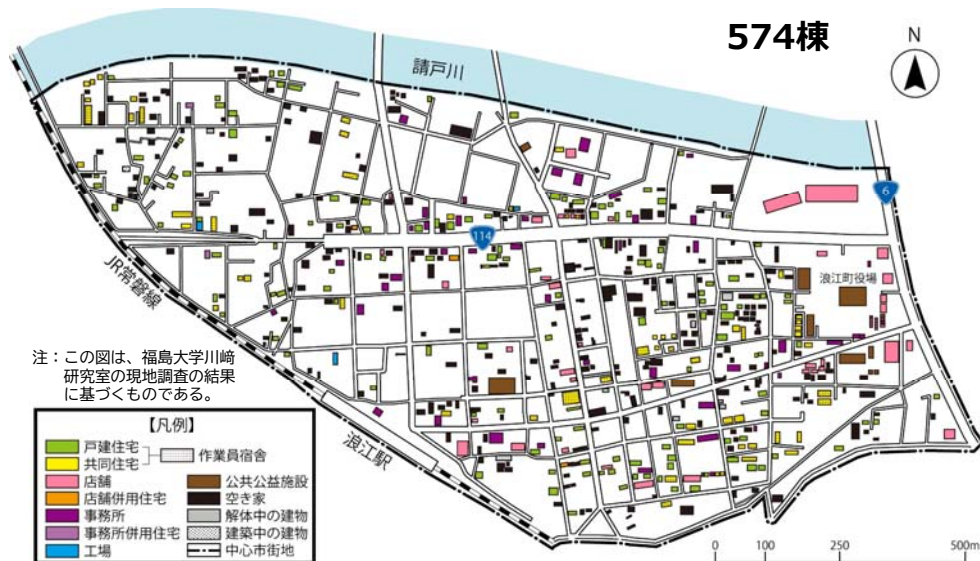 574棟
N
請戸川
6
114
JR常磐線
浪江町役場
注：この図は、福島大学川﨑
研究室の現地調査の結果
に基づくものである。
浪江駅
【凡例】
戸建住宅
共同住宅
作業員宿舎
店舗
店舗併用住宅
事務所
事務所併用住宅
工場
公共公益施設
空き家
解体中の建物
建築中の建物
中心市街地
0 100 250 500m